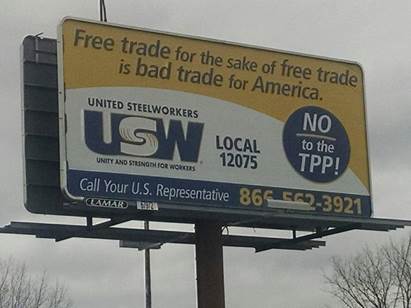 Free trade for the sake of free trade
is bad trade for America.
UNITED STEELWORKERS
USW
UNITY AND STRENGTH FOR WORKERS
LOCAL
12075
NO
to the
TPP!
Call Your U.S. Representative 866-562-3921
LAMAR